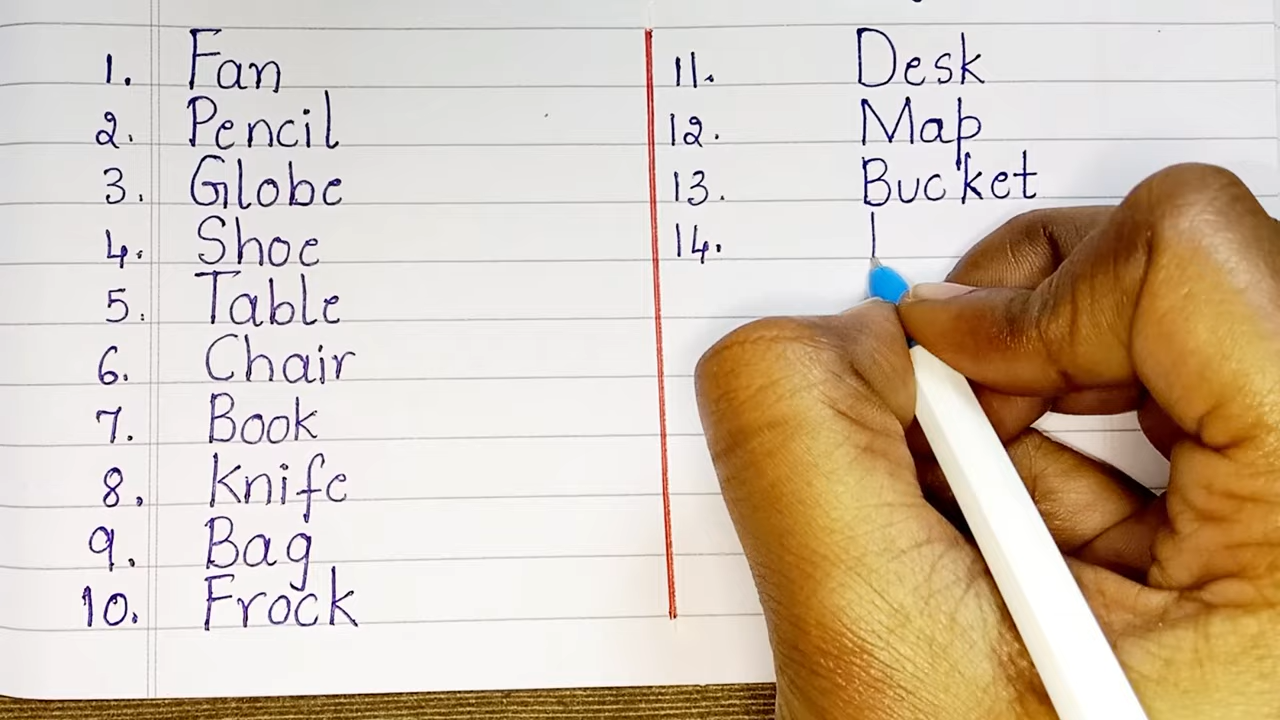 1. Fan
2. Pencil
3. Globe
4. Shoe
5. Table
6. Chair
7. Book
8. Knife
9. Bag
10. Frock
11. Desk
12. Map
13. Bucket
14.